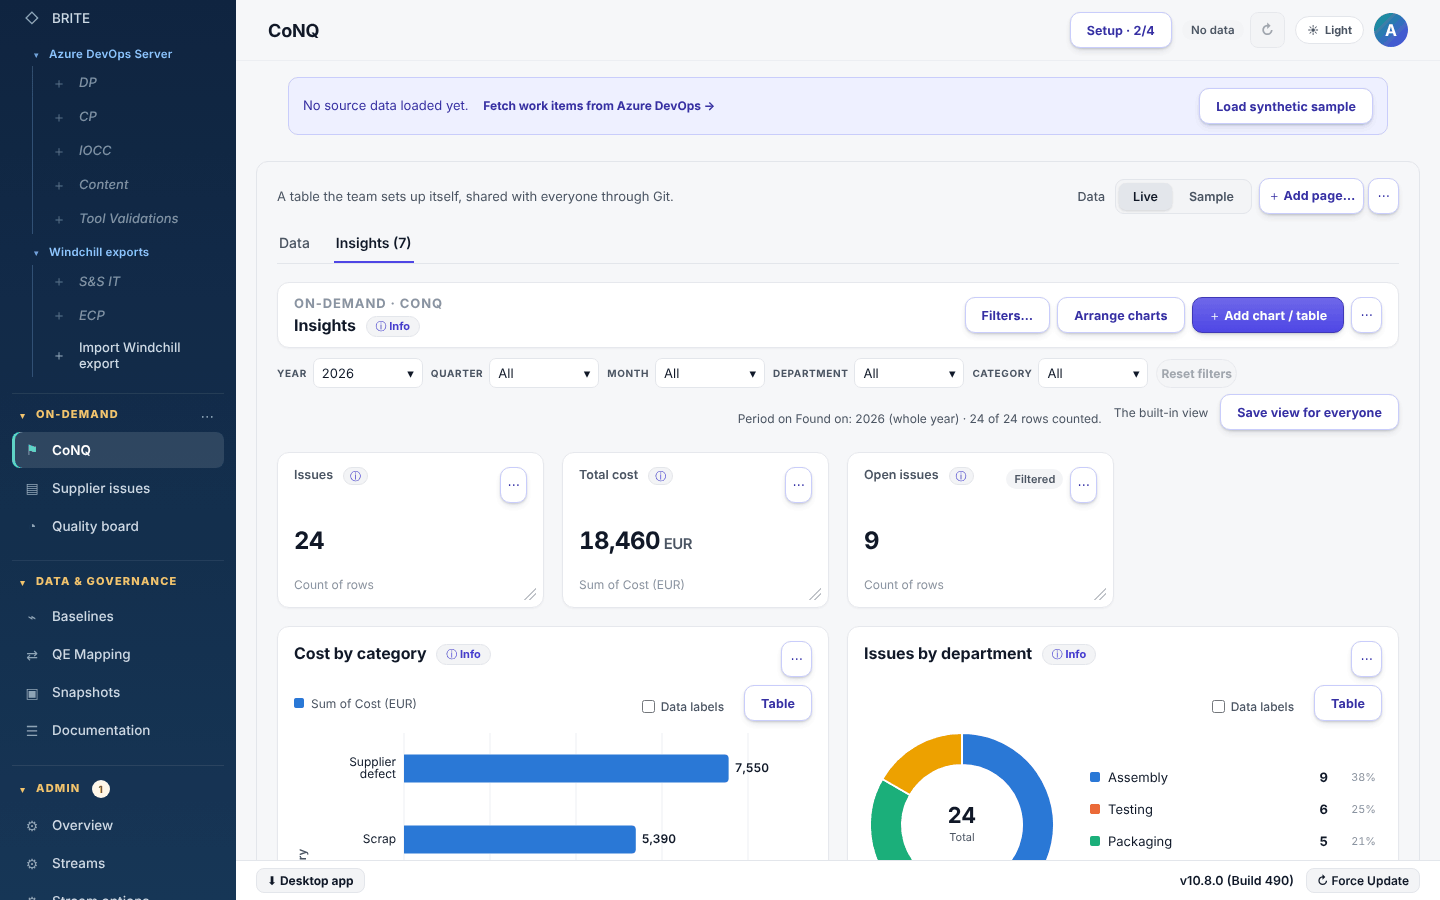 BRITE
Azure DevOps Server
DP
CP
IOCC
Content
Tool Validations
Windchill exports
S&S IT
ECP
Import Windchill
export
ON-DEMAND
CoNQ
Supplier issues
Quality board
DATA & GOVERNANCE
Baselines
QE Mapping
Snapshots
Documentation
ADMIN 1
Overview
Streams
CoNQ
Setup · 2/4
No data
Light
A
No source data loaded yet. Fetch work items from Azure DevOps →
Load synthetic sample
A table the team sets up itself, shared with everyone through Git.
Data Live Sample
+ Add page...
...
Data Insights (7)
ON-DEMAND · CONQ
Insights ⓘ Info
Filters... Arrange charts + Add chart / table ...
YEAR 2026 QUARTER All MONTH All DEPARTMENT All CATEGORY All Reset filters
Period on Found on: 2026 (whole year) · 24 of 24 rows counted. The built-in view Save view for everyone
Issues ⓘ ...
24
Count of rows
Total cost ⓘ ...
18,460 EUR
Sum of Cost (EUR)
Open issues ⓘ Filtered ...
9
Count of rows
Cost by category ⓘ Info ...
Sum of Cost (EUR) Data labels Table
Supplier
defect
7,550
Scrap 5,390
Issues by department ⓘ Info ...
Data labels Table
24
Total
Assembly 9 38%
Testing 6 25%
Packaging 5 21%
Desktop app
v10.8.0 (Build 490)
Force Update